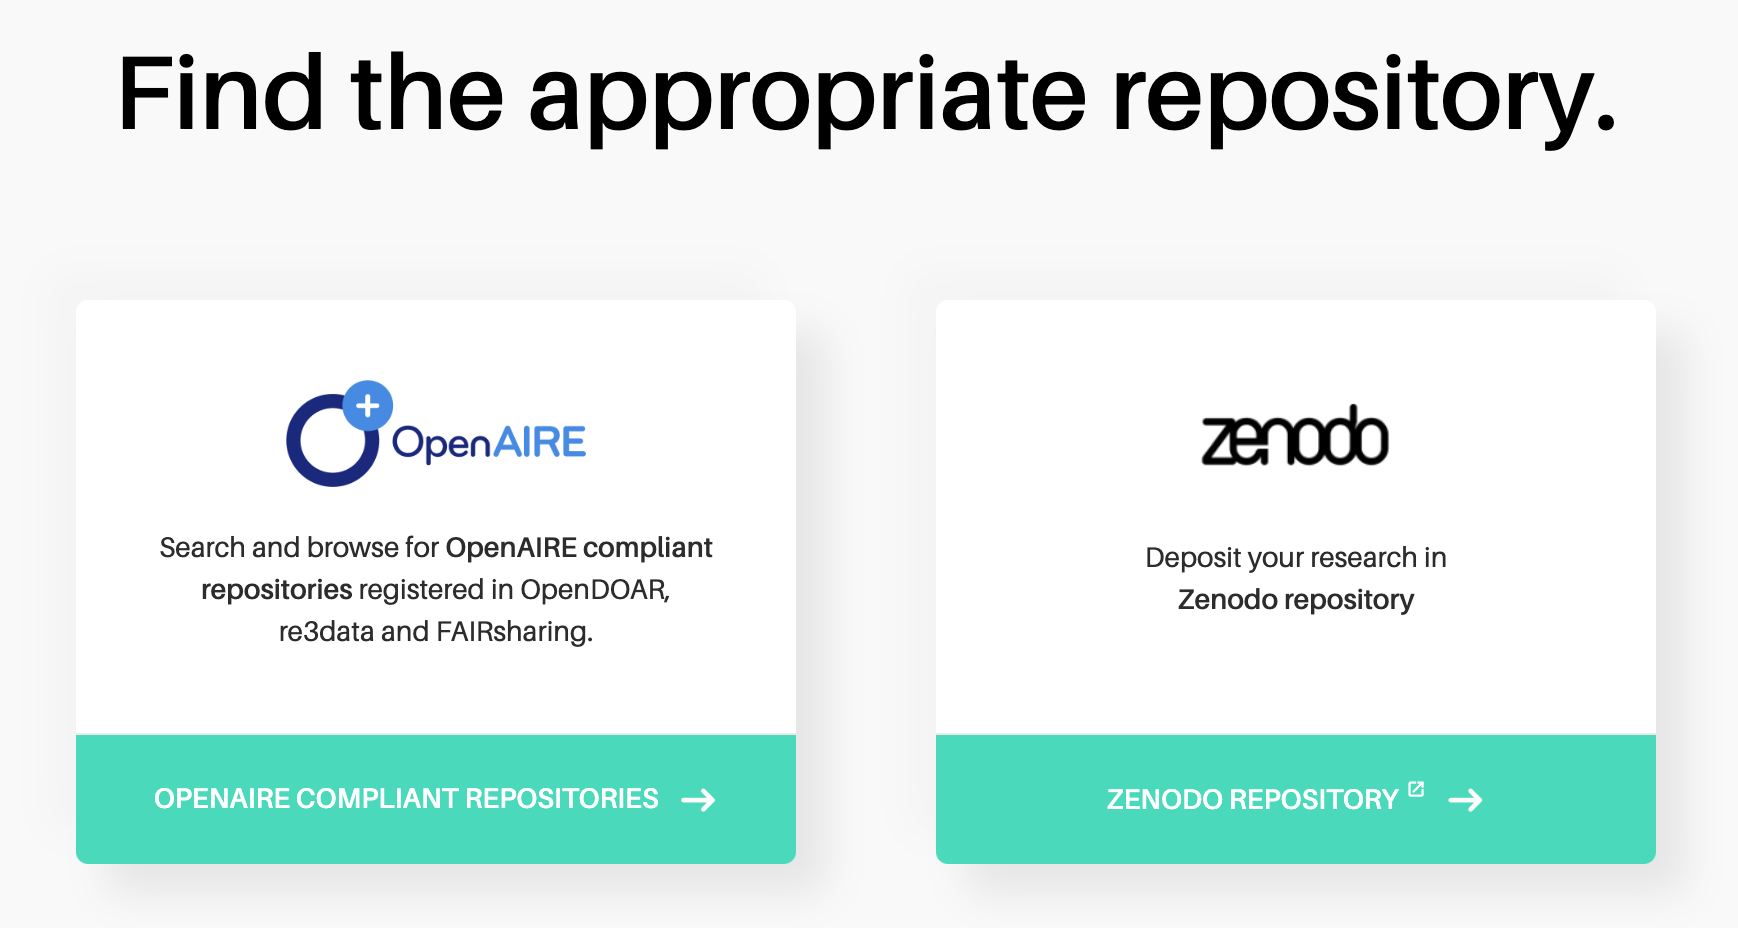 Find the appropriate repository.
OpenAIRE
Search and browse for OpenAIRE compliant
repositories registered in OpenDOAR,
re3data and FAIRsharing.
OPENAIRE COMPLIANT REPOSITORIES
zenodo
Deposit your research in
Zenodo repository
ZENODO REPOSITORY